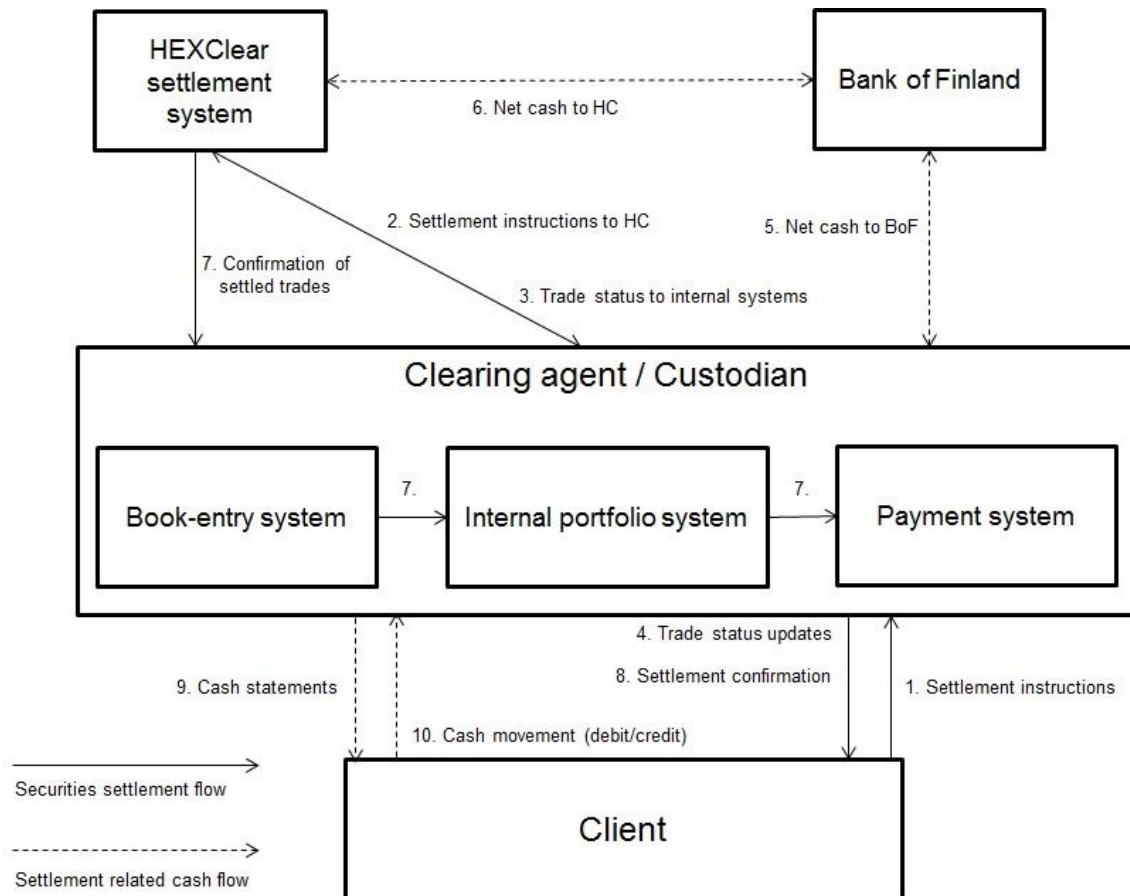 HEXClear
settlement
system
Bank of Finland
6. Net cash to HC
2. Settlement instructions to HC
5. Net cash to BoF
7. Confirmation of
settled trades
3. Trade status to internal systems
Clearing agent / Custodian
7.
7.
Book-entry system
Internal portfolio system
Payment system
4. Trade status updates
9. Cash statements
8. Settlement confirmation
1. Settlement instructions
10. Cash movement (debit/credit)
Securities settlement flow
Client
Settlement related cash flow